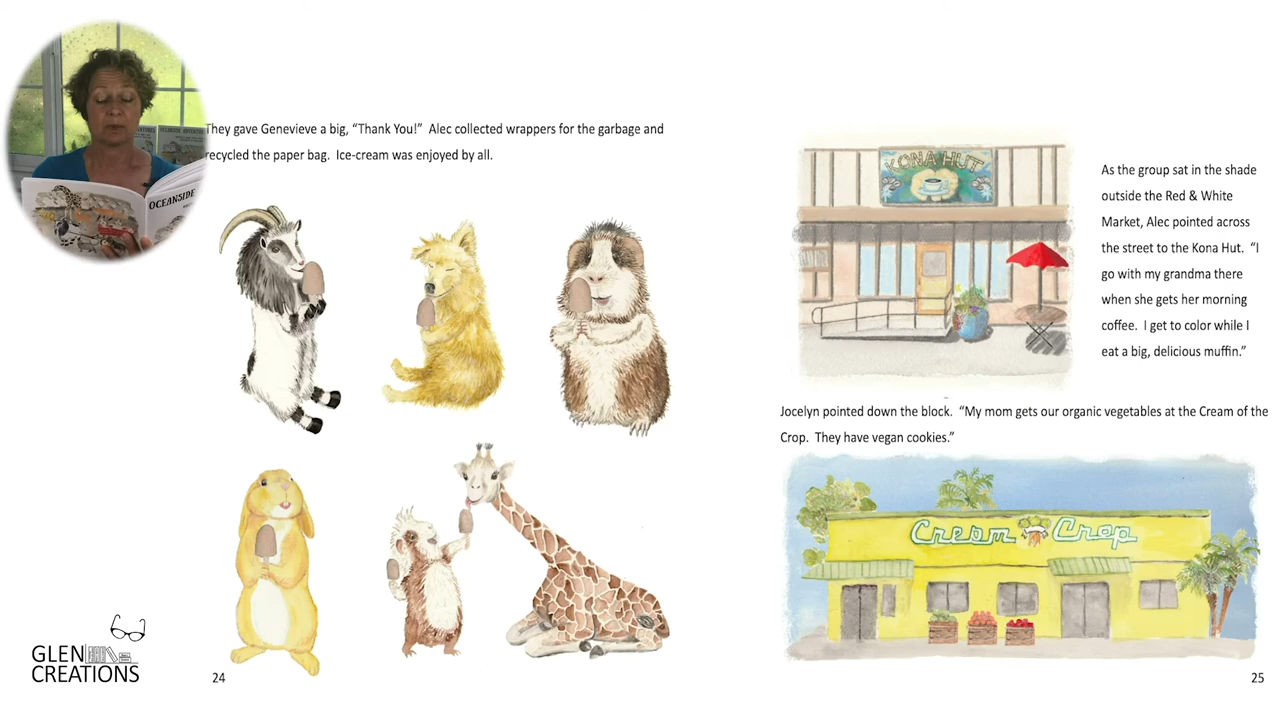 They gave Genevieve a big, “Thank You!”  Alec collected wrappers for the garbage and
recycled the paper bag.  Ice-cream was enjoyed by all.
OCEANSIDE
GLEN
CREATIONS
24
KONA HUT
As the group sat in the shade
outside the Red & White
Market, Alec pointed across
the street to the Kona Hut.  “I
go with my grandma there
when she gets her morning
coffee.  I get to color while I
eat a big, delicious muffin.”
Jocelyn pointed down the block.  “My mom gets our organic vegetables at the Cream of the
Crop.  They have vegan cookies.”
Cream Crop
25